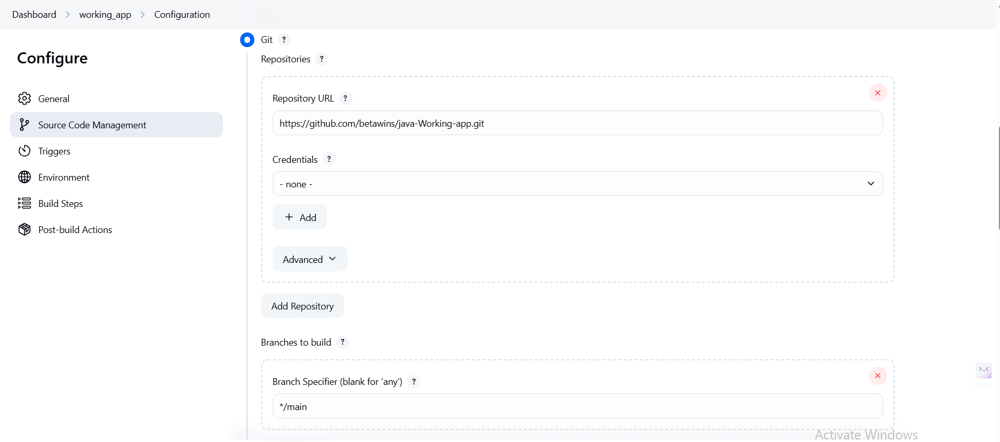 Dashboard > working_app > Configuration
Configure
General
Source Code Management
Triggers
Environment
Build Steps
Post-build Actions
Git ?
Repositories ?
Repository URL ?
https://github.com/betawins/java-Working-app.git
Credentials ?
- none -
+ Add
Advanced
Add Repository
Branches to build ?
Branch Specifier (blank for 'any') ?
*/main
Activate Windows